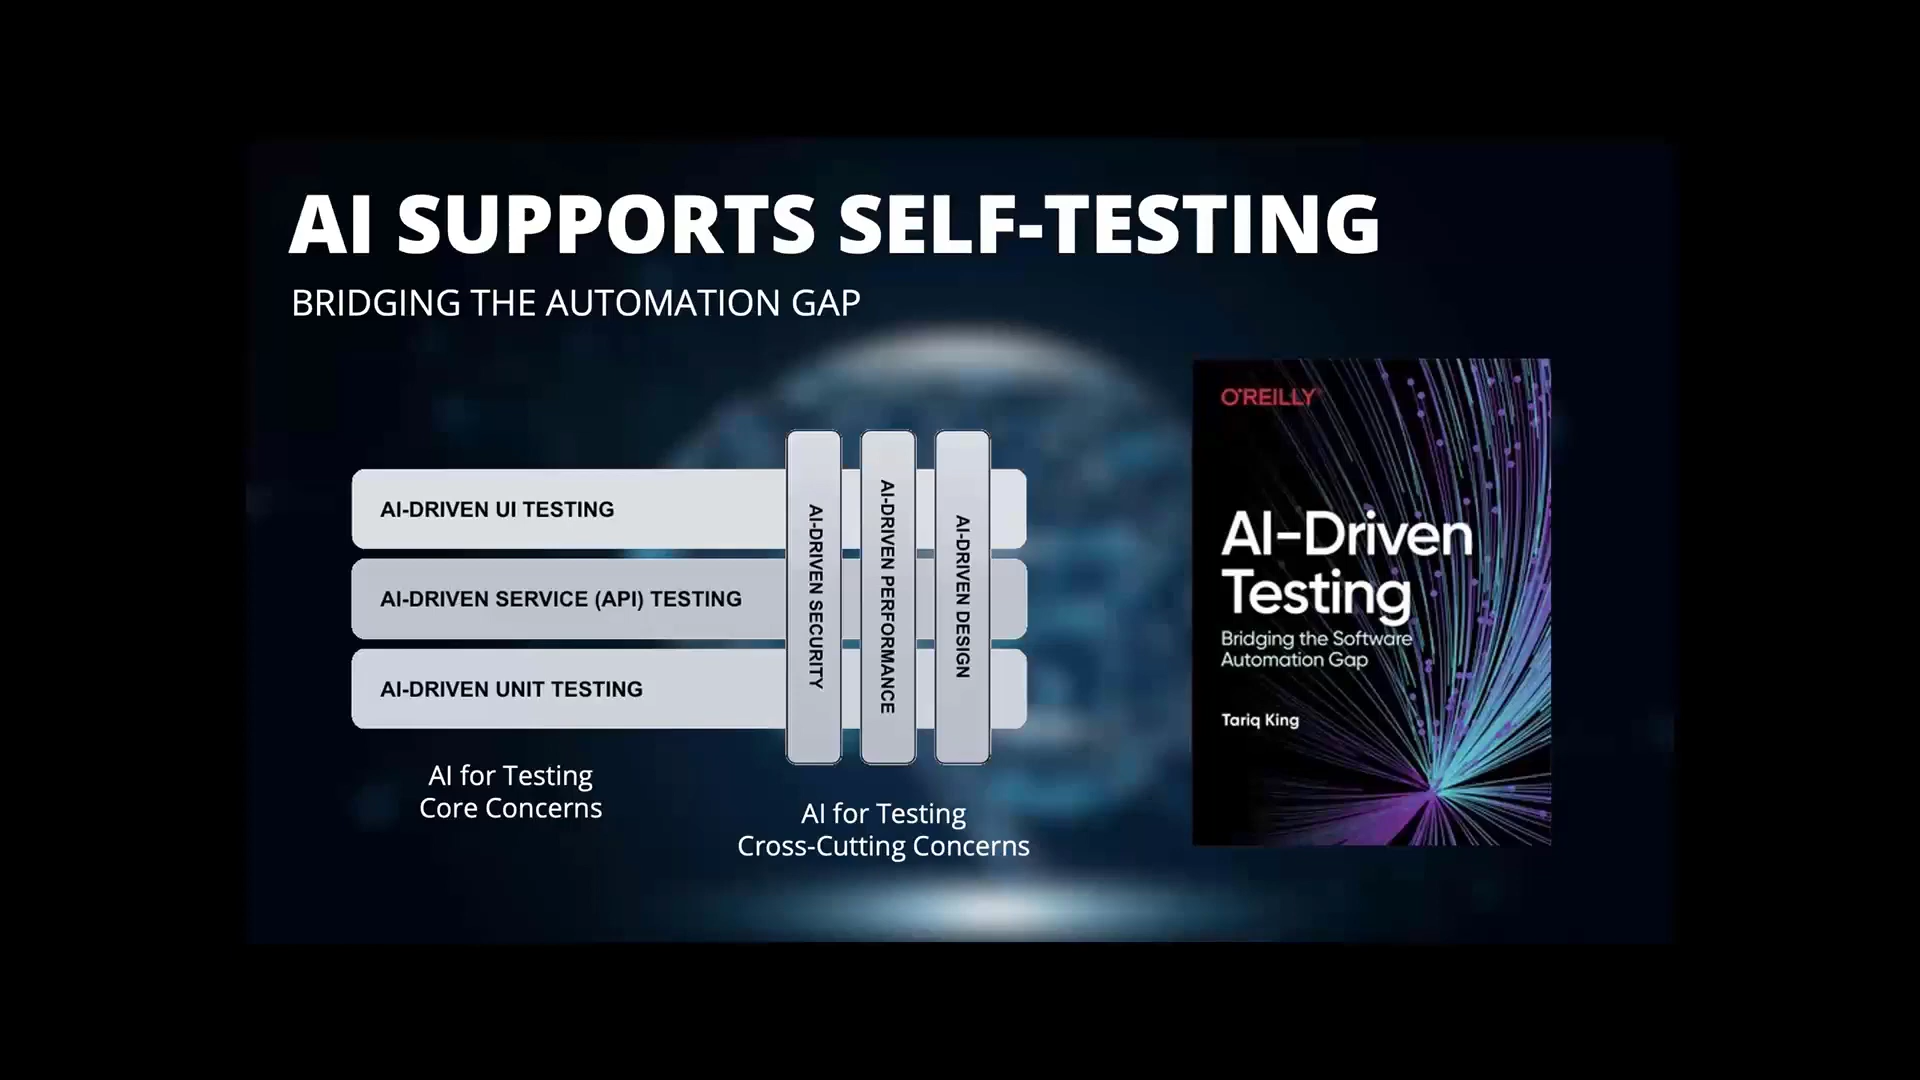 AI SUPPORTS SELF-TESTING
BRIDGING THE AUTOMATION GAP
AI-DRIVEN UI TESTING
AI-DRIVEN SERVICE (API) TESTING
AI-DRIVEN UNIT TESTING
AI-DRIVEN SECURITY
AI-DRIVEN PERFORMANCE
AI-DRIVEN DESIGN
AI for Testing
Core Concerns
AI for Testing
Cross-Cutting Concerns
O'REILLY
AI-Driven
Testing
Bridging the Software
Automation Gap
Tariq King